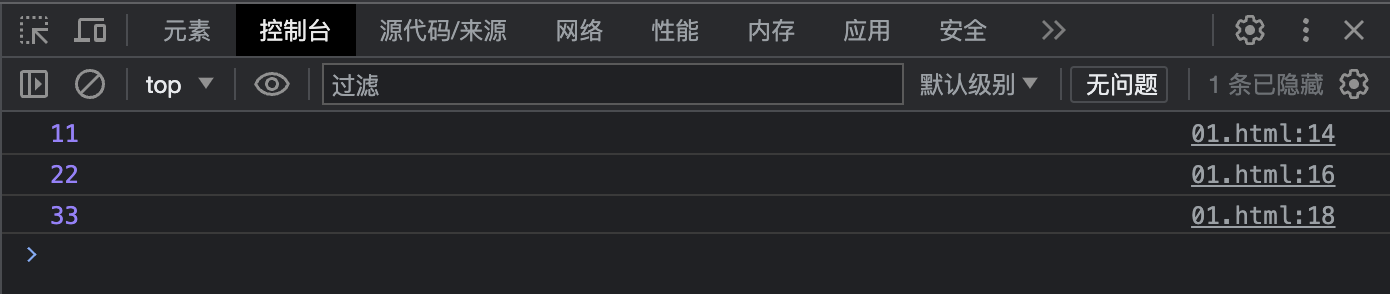 元素 控制台 源代码/来源 网络 性能 内存 应用 安全
top 过滤 默认级别 无问题 1 条已隐藏
11 01.html:14
22 01.html:16
33 01.html:18